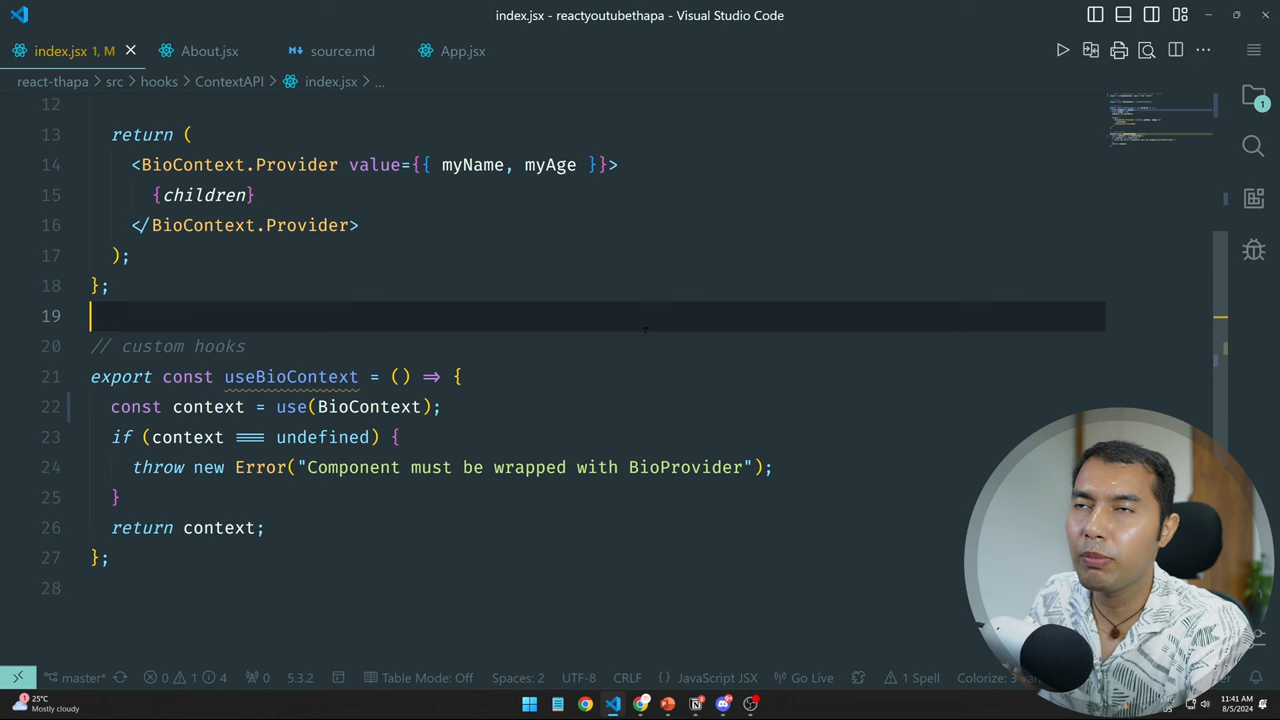 index.jsx - reactyoutubethapa - Visual Studio Code
index.jsx 1, M
About.jsx
source.md
App.jsx
react-thapa > src > hooks > ContextAPI > index.jsx > ...
12
13 return (
14 <BioContext.Provider value={{ myName, myAge }}>
15 {children}
16 </BioContext.Provider>
17 );
18 };
19
20 // custom hooks
21 export const useBioContext = () => {
22 const context = use(BioContext);
23 if (context === undefined) {
24 throw new Error("Component must be wrapped with BioProvider");
25 }
26 return context;
27 };
28
1
master* 0 1 4 0 5.3.2 Table Mode: Off Spaces: 2 UTF-8 CRLF {} JavaScript JSX Go Live 1 Spell Colorize: 3
25°C
Mostly cloudy
ENG
US
11:41 AM
8/5/2024